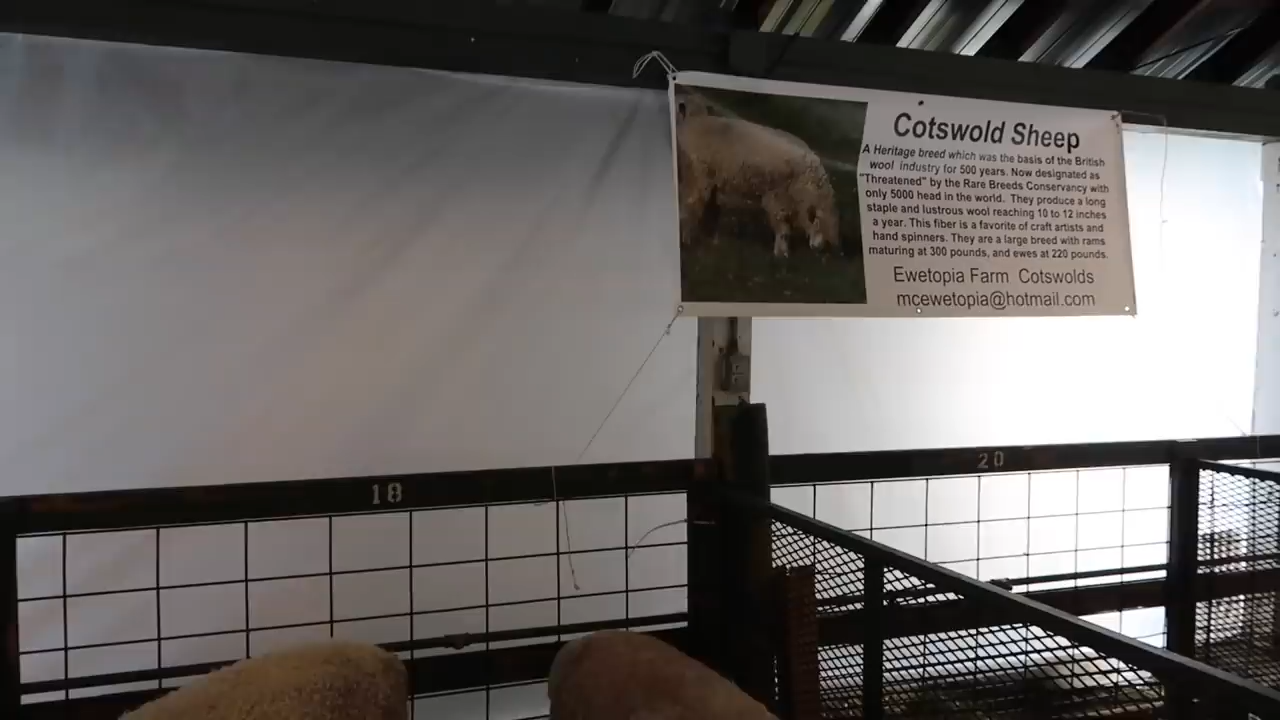 Cotswold Sheep
A Heritage breed which was the basis of the British
wool industry for 500 years. Now designated as
"Threatened" by the Rare Breeds Conservancy with
only 5000 head in the world. They produce a long
staple and lustrous wool reaching 10 to 12 inches
a year. This fiber is a favorite of craft artists and
hand spinners. They are a large breed with rams
maturing at 300 pounds, and ewes at 220 pounds.
Ewetopia Farm Cotswolds
mcewetopia@hotmail.com
18
20